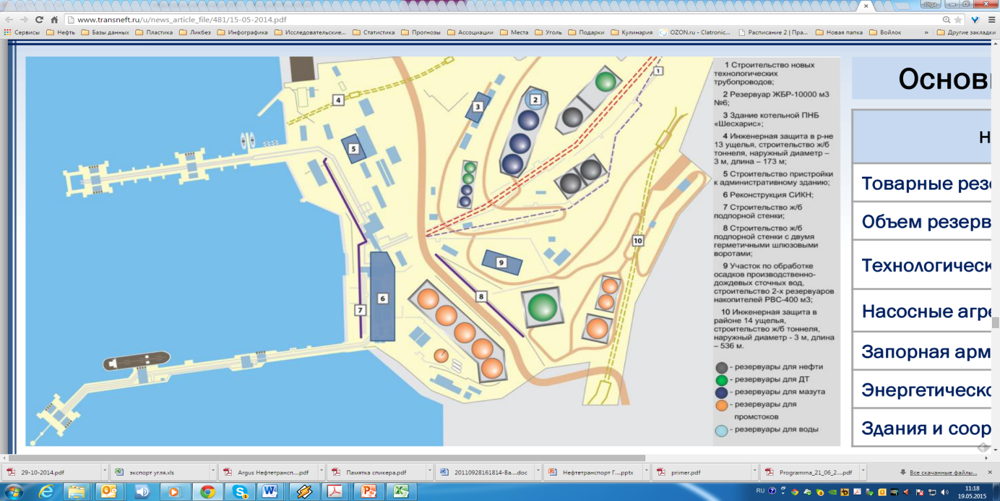 Olga
www.transneft.ru/u/news_article_file/481/15-05-2014.pdf
Сервисы Нефть Базы данных Пластика Ликбез Инфографика Исследовательские... Статистика Прогнозы Ассоциации Места Уголь Подарки Кулинария OZON.ru - Clatronic... Расписание 2 | Пра... Новая папка Войлок » Другие закладки
1
2
3
4
5
6
7
8
9
10
1 Строительство новых
технологических
трубопроводов;
2 Резервуар ЖБР-10000 м3
№6;
3 Здание котельной ПНБ
«Шесхарис»;
4 Инженерная защита в р-не
13 ущелья, строительство ж/б
тоннеля, наружный диаметр –
3 м, длина – 173 м;
5 Строительство пристройки
к административному зданию;
6 Реконструкция СИКН;
7 Строительство ж/б
подпорной стенки;
8 Строительство ж/б
подпорной стенки с двумя
герметичными шлюзовыми
воротами;
9 Участок по обработке
осадков производственно-
дождевых сточных вод,
строительство 2-х резервуаров
накопителей РВС-400 м3;
10 Инженерная защита в
районе 14 ущелья,
строительство ж/б тоннеля,
наружный диаметр - 3 м, длина
– 536 м.
- резервуары для нефти
- резервуары для ДТ
- резервуары для мазута
- резервуары для
промстоков
- резервуары для воды
Основ
Н
Товарные рез
Объем резерв
Технологическ
Насосные агр
Запорная арм
Энергетическ
Здания и соор
29-10-2014.pdf экспорт угля.xls Argus Нефтетрансп....pdf Памятка спикера.pdf 20110928161814-Ва....doc Нефтетранспорт Г....pptx primer.pdf Programma_21_06_2....pdf Все скачанные файлы...
RU 11:18
19.05.2015